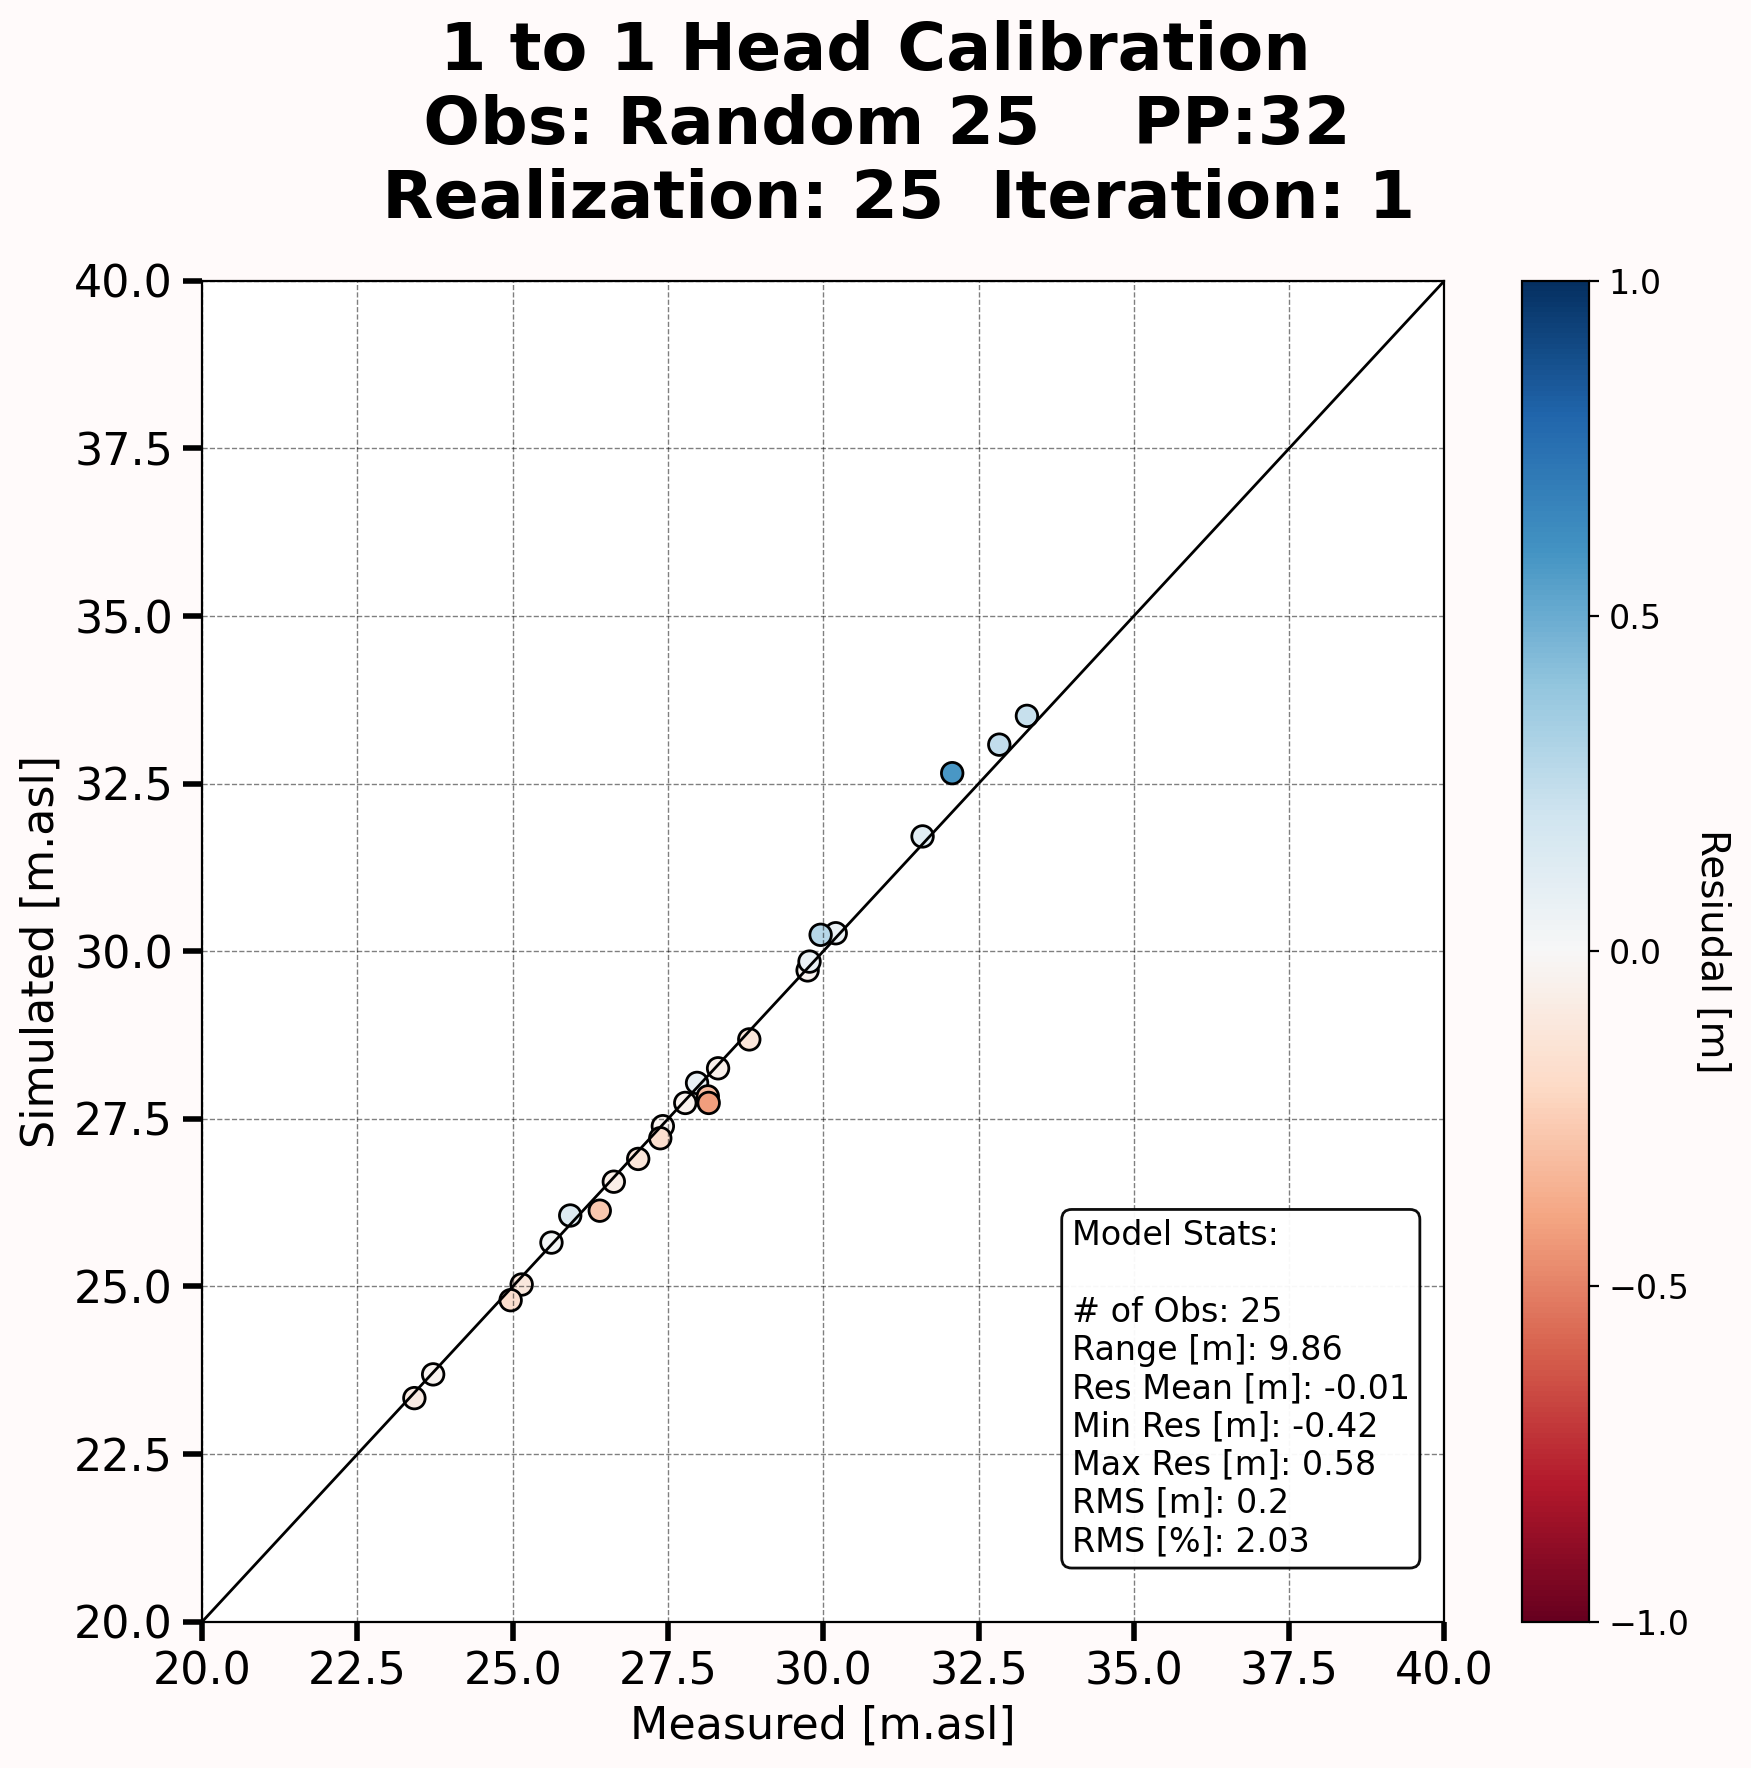 1 to 1 Head Calibration
Obs: Random 25    PP:32
Realization: 25  Iteration: 1
40.0
37.5
35.0
32.5
30.0
27.5
25.0
22.5
20.0
Simulated [m.asl]
20.0 22.5 25.0 27.5 30.0 32.5 35.0 37.5 40.0
Measured [m.asl]
Model Stats:
# of Obs: 25
Range [m]: 9.86
Res Mean [m]: -0.01
Min Res [m]: -0.42
Max Res [m]: 0.58
RMS [m]: 0.2
RMS [%]: 2.03
1.0
0.5
0.0
−0.5
−1.0
Resiudal [m]